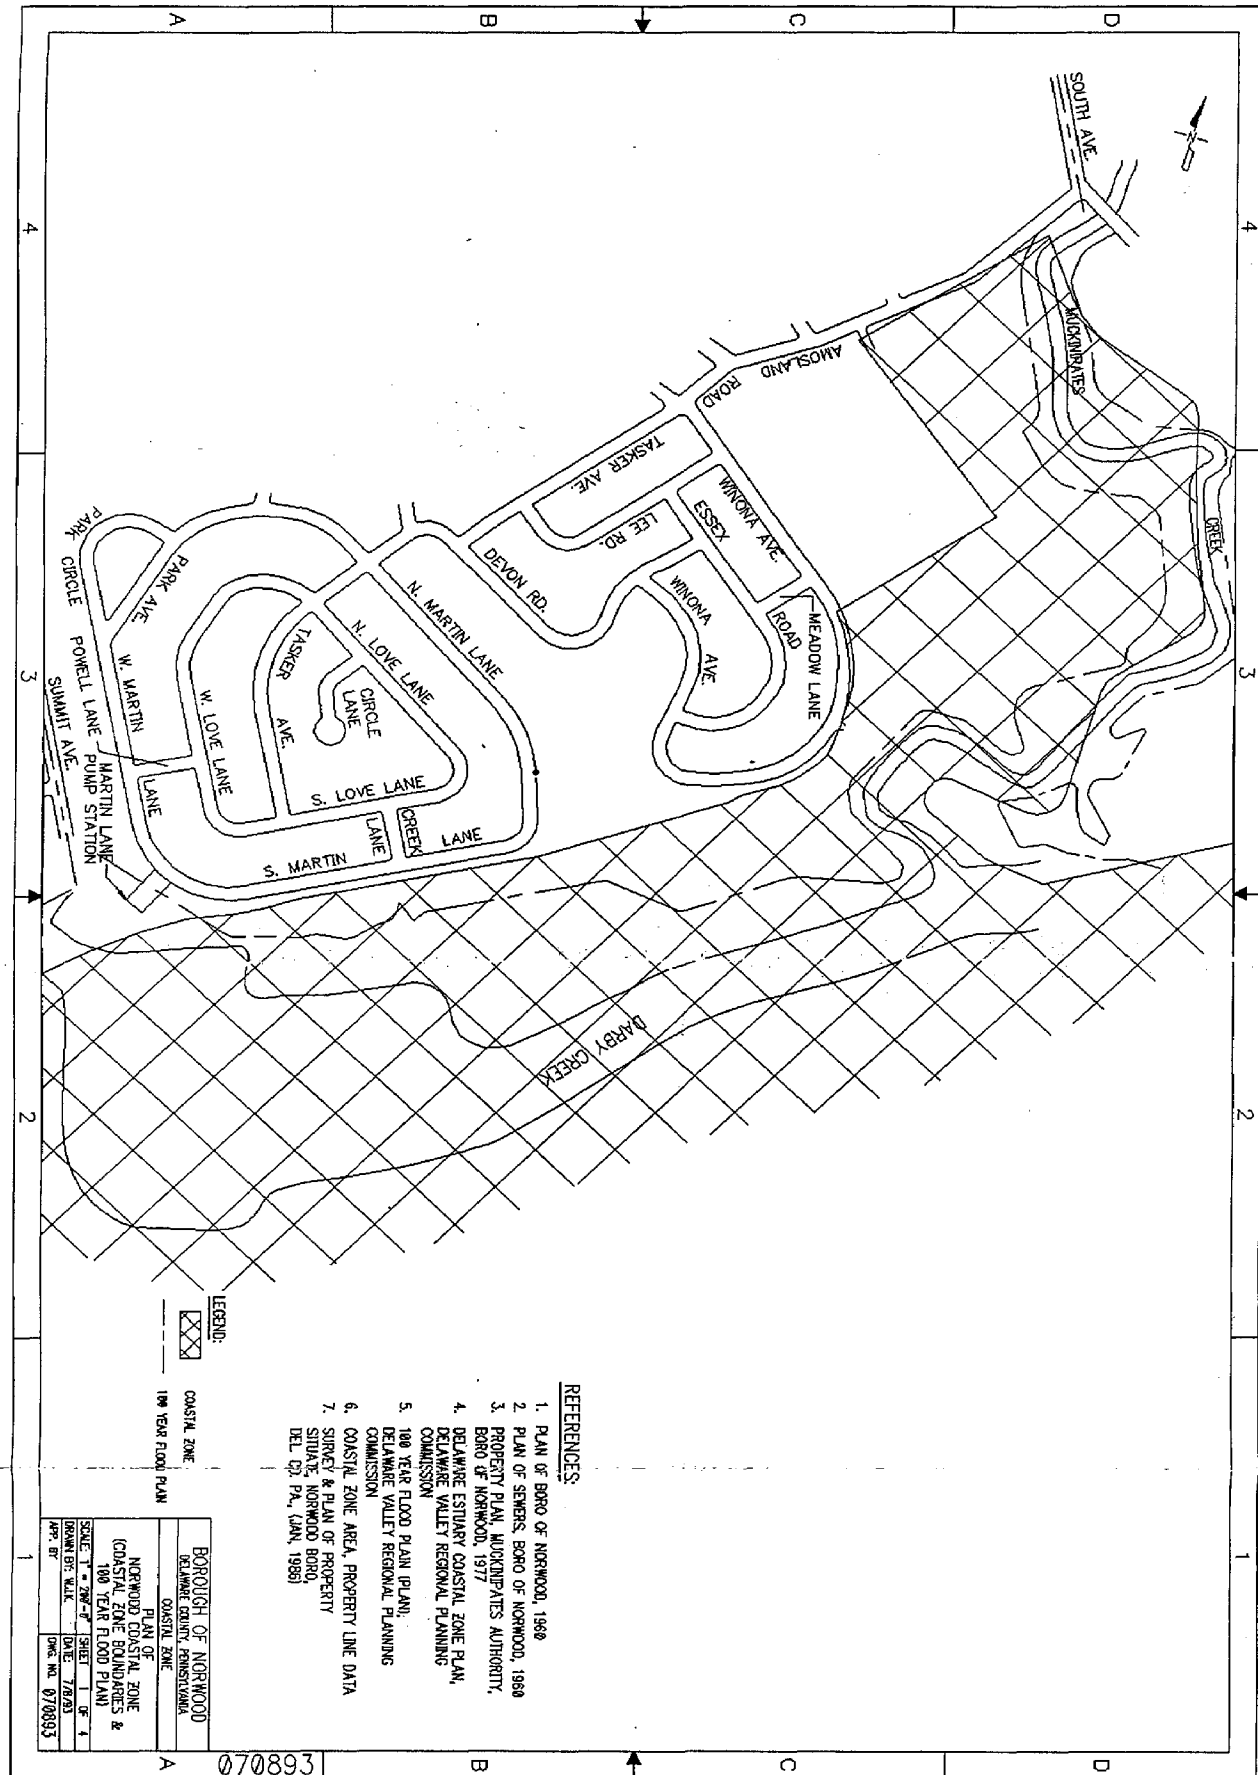 A
B
C
D
4
3
2
1
SOUTH AVE.
N
MUCKINIPATES
CREEK
AMOSLAND
ROAD
TASKER AVE.
WINONA AVE.
ESSEX
ROAD
LEE RD.
DEVON RD.
WINONA
AVE.
MEADOW LANE
N. MARTIN LANE
N. LOVE LANE
PARK CIRCLE
PARK AVE.
TASKER
AVE.
CIRCLE
LANE
W. MARTIN
LANE
W. LOVE LANE
S. LOVE LANE
CREEK
LANE
S. MARTIN
LANE
POWELL LANE
SUMMIT AVE.
MARTIN LANE
PUMP STATION
DARBY CREEK
LEGEND:
COASTAL ZONE
100 YEAR FLOOD PLAIN
REFERENCES:
1. PLAN OF BORO OF NORWOOD, 1960
2. PLAN OF SEWERS, BORO OF NORWOOD, 1960
3. PROPERTY PLAN, MUCKINIPATES AUTHORITY,
BORO OF NORWOOD, 1977
4. DELAWARE ESTUARY COASTAL ZONE PLAN,
DELAWARE VALLEY REGIONAL PLANNING
COMMISSION
5. 100 YEAR FLOOD PLAIN (PLAN),
DELAWARE VALLEY REGIONAL PLANNING
COMMISSION
6. COASTAL ZONE AREA, PROPERTY LINE DATA
7. SURVEY & PLAN OF PROPERTY
SITUATE, NORWOOD BORO,
DEL. CO. PA., (JAN, 1986)
BOROUGH OF NORWOOD
DELAWARE COUNTY, PENNSYLVANIA
COASTAL ZONE
PLAN OF
NORWOOD COASTAL ZONE
(COASTAL ZONE BOUNDARIES &
100 YEAR FLOOD PLAN)
SCALE: 1" = 200'-0" SHEET 1 OF 4
DRAWN BY: W.J.K. DATE: 7/8/93
APP. BY DWG. NO. 070893
070893
A
B
C
D
4
3
2
1